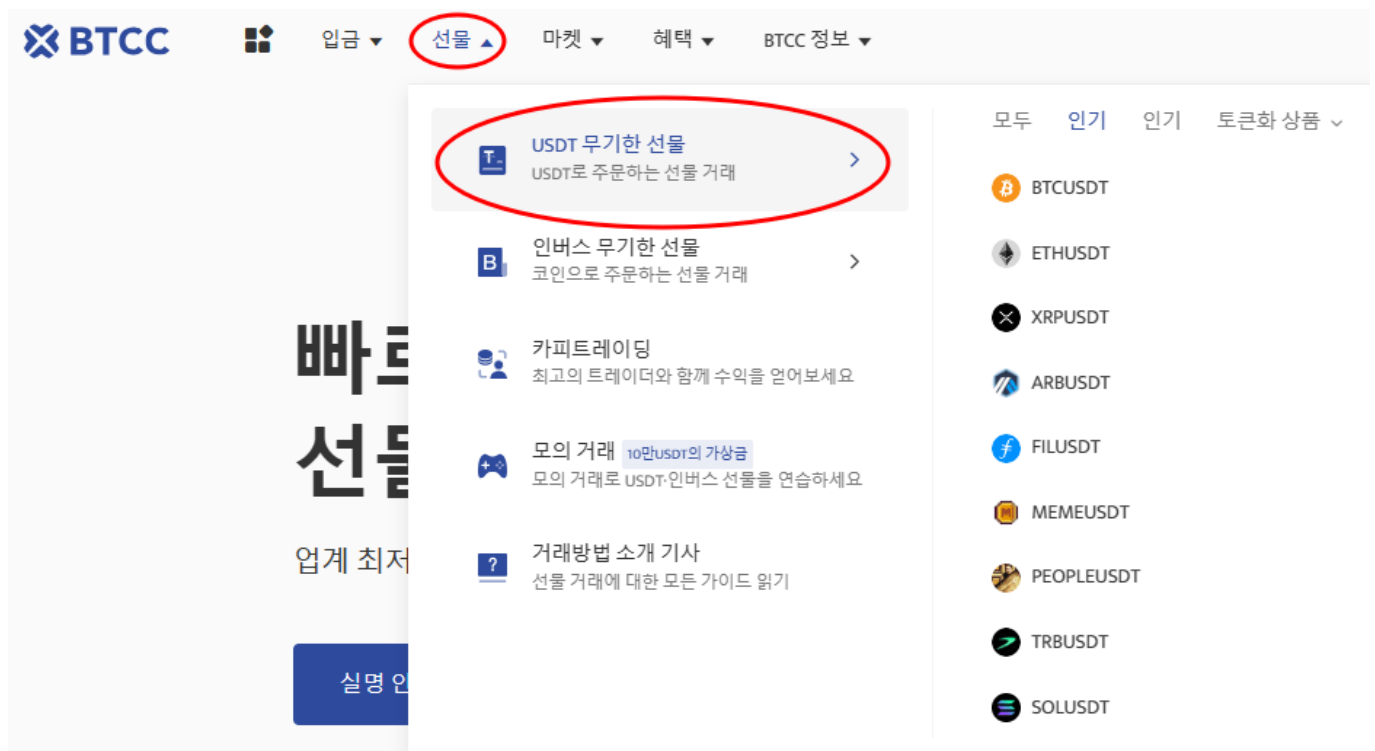 BTCC
입금 ▼
선물 ▲
마켓 ▼
혜택 ▼
BTCC 정보 ▼
USDT 무기한 선물
USDT로 주문하는 선물 거래
인버스 무기한 선물
코인으로 주문하는 선물 거래
카피트레이딩
최고의 트레이더와 함께 수익을 얻어보세요
모의 거래 10만USDT의 가상금
모의 거래로 USDT·인버스 선물을 연습하세요
거래방법 소개 기사
선물 거래에 대한 모든 가이드 읽기
모두 인기 인기 토큰화 상품
BTCUSDT
ETHUSDT
XRPUSDT
ARBUSDT
FILUSDT
MEMEUSDT
PEOPLEUSDT
TRBUSDT
SOLUSDT
빠르
선물
업계 최저
실명 인